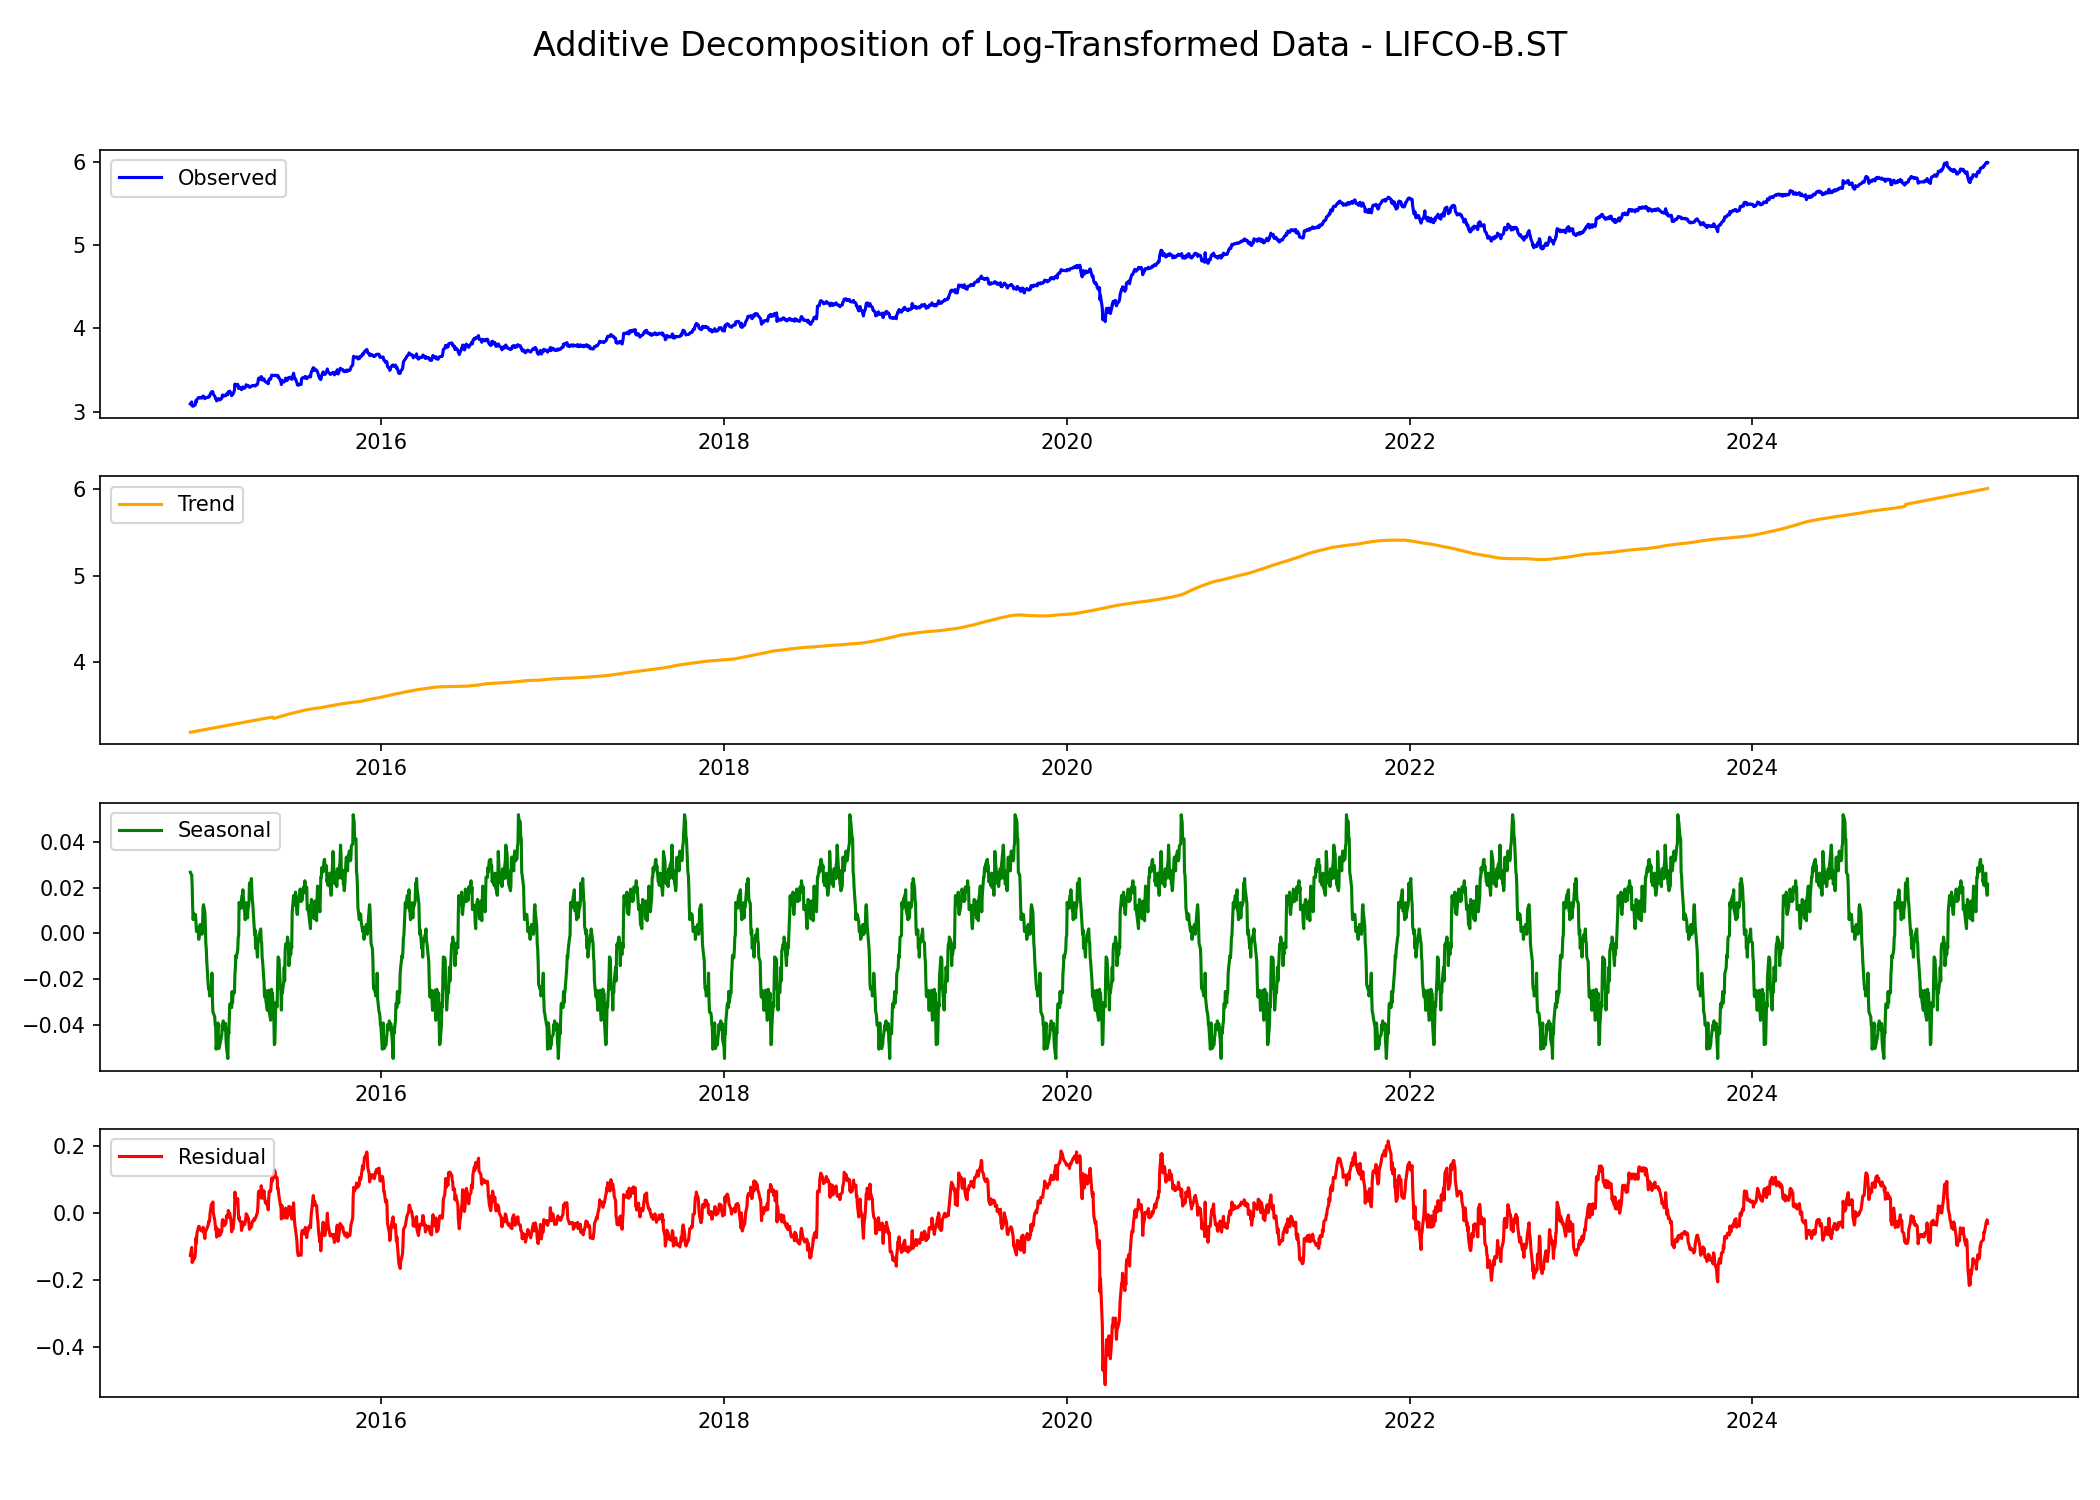 Additive Decomposition of Log-Transformed Data - LIFCO-B.ST
Observed
6
5
4
3
2016 2018 2020 2022 2024
Trend
6
5
4
2016 2018 2020 2022 2024
Seasonal
0.04
0.02
0.00
−0.02
−0.04
2016 2018 2020 2022 2024
Residual
0.2
0.0
−0.2
−0.4
2016 2018 2020 2022 2024